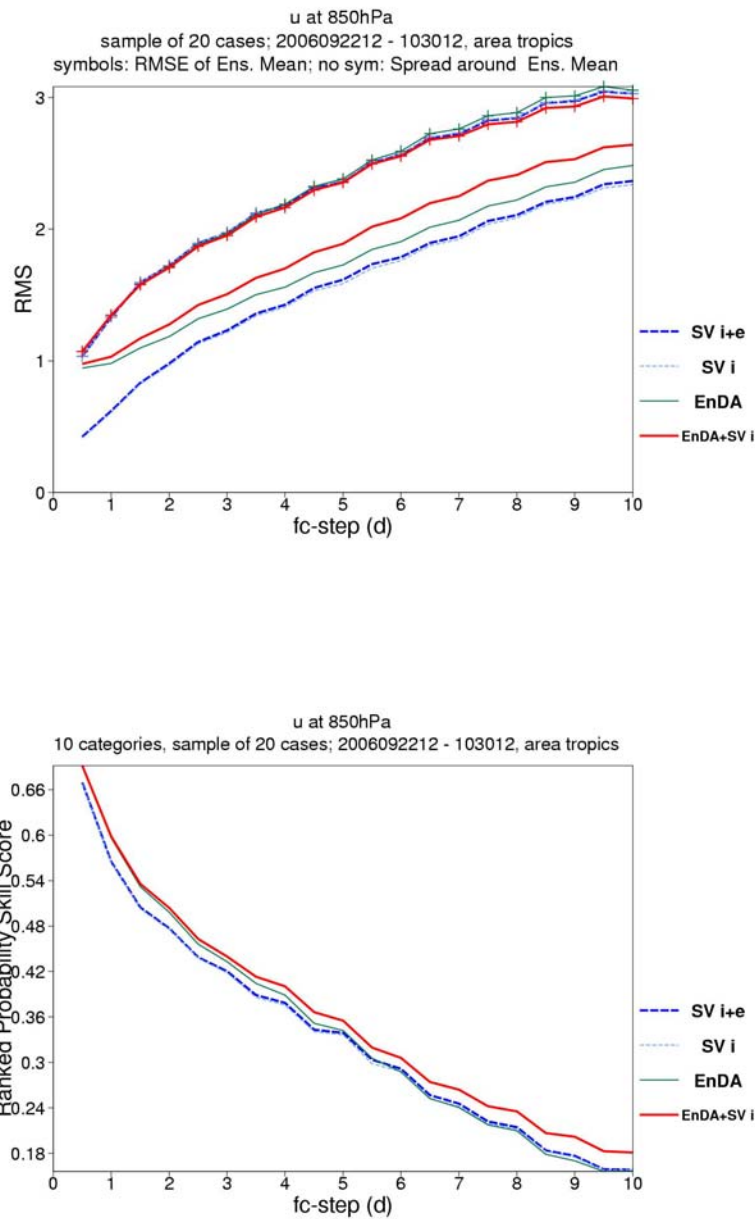 u at 850hPa
sample of 20 cases; 2006092212 - 103012, area tropics
symbols: RMSE of Ens. Mean; no sym: Spread around Ens. Mean
3
2
1
0
RMS
0 1 2 3 4 5 6 7 8 9 10
fc-step (d)
SV i+e
SV i
EnDA
EnDA+SV i
u at 850hPa
10 categories, sample of 20 cases; 2006092212 - 103012, area tropics
0.66
0.6
0.54
0.48
0.42
0.36
0.3
0.24
0.18
Ranked Probability Skill Score
0 1 2 3 4 5 6 7 8 9 10
fc-step (d)
SV i+e
SV i
EnDA
EnDA+SV i